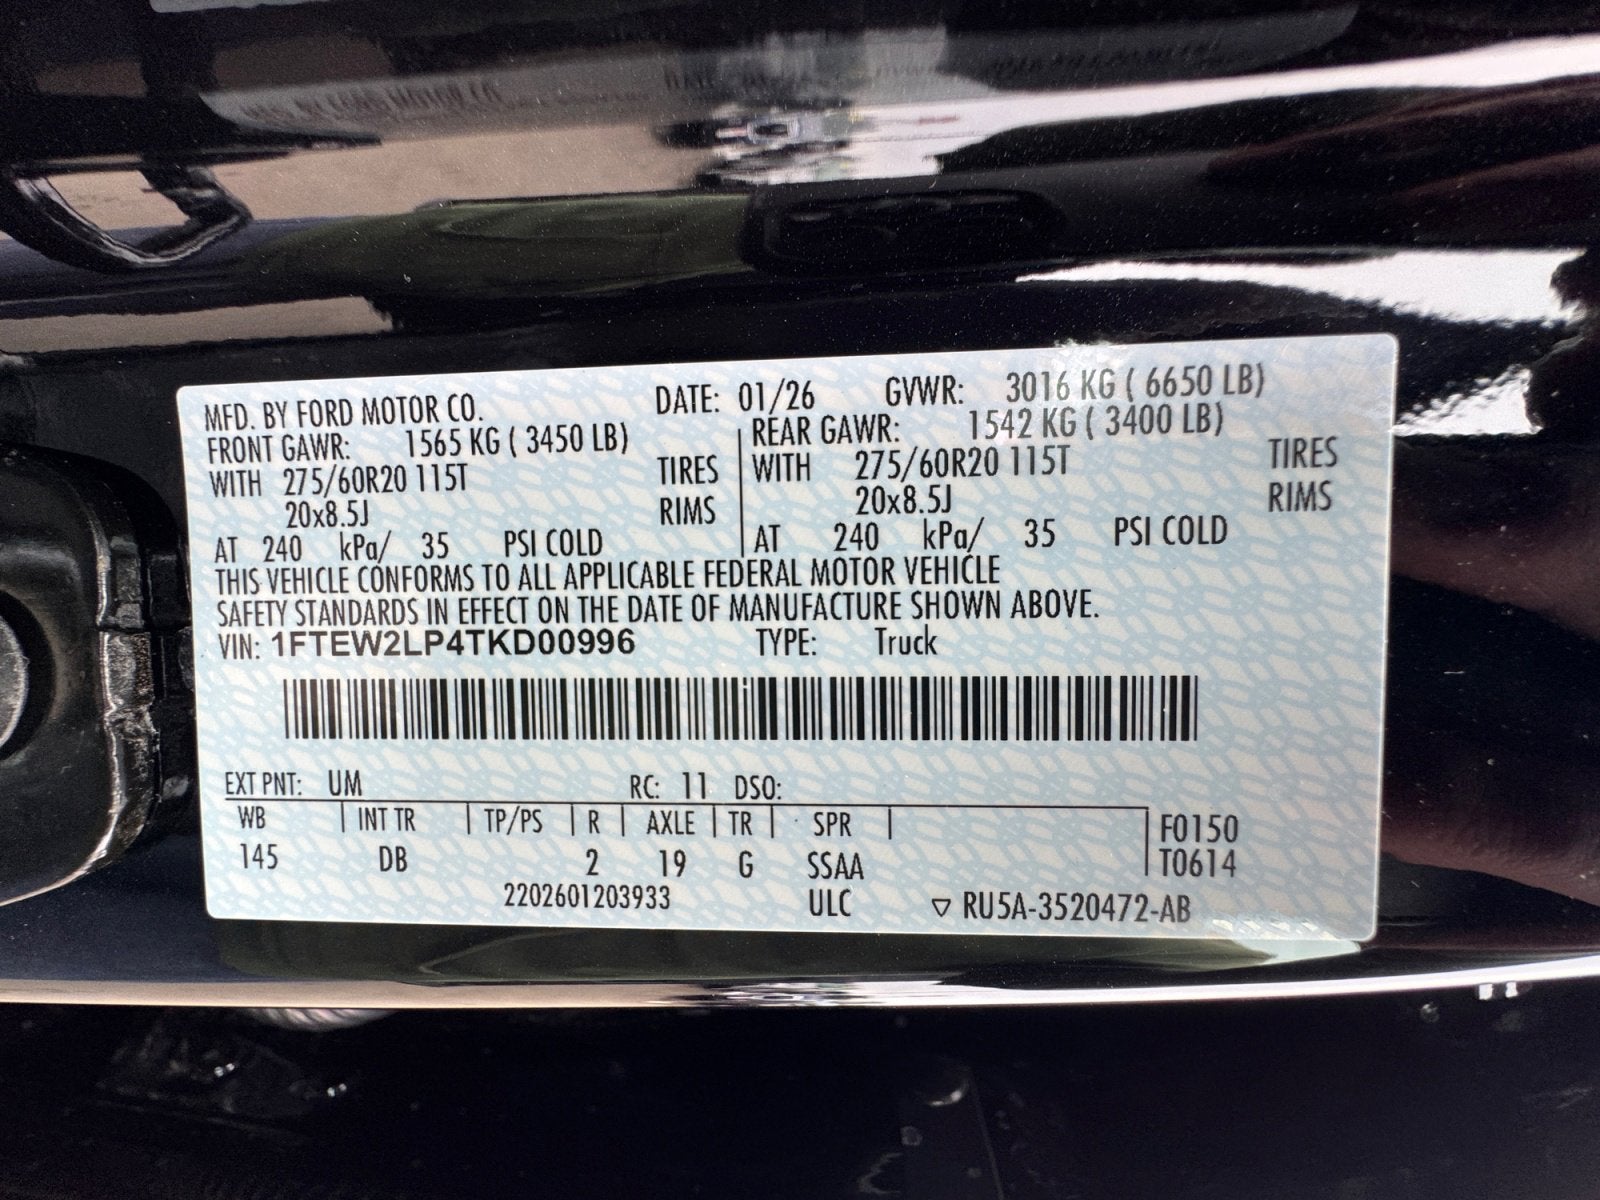 MFD. BY FORD MOTOR CO. DATE: 01/26 GVWR: 3016 KG ( 6650 LB)
FRONT GAWR: 1565 KG ( 3450 LB) REAR GAWR: 1542 KG ( 3400 LB)
WITH 275/60R20 115T TIRES WITH 275/60R20 115T TIRES
20x8.5J RIMS 20x8.5J RIMS
AT 240 kPa/ 35 PSI COLD AT 240 kPa/ 35 PSI COLD
THIS VEHICLE CONFORMS TO ALL APPLICABLE FEDERAL MOTOR VEHICLE
SAFETY STANDARDS IN EFFECT ON THE DATE OF MANUFACTURE SHOWN ABOVE.
VIN: 1FTEW2LP4TKD00996 TYPE: Truck
EXT PNT: UM RC: 11 DSO:
WB INT TR TP/PS R AXLE TR SPR F0150
145 DB 2 19 G SSAA T0614
2202601203933 ULC ▽ RU5A-3520472-AB